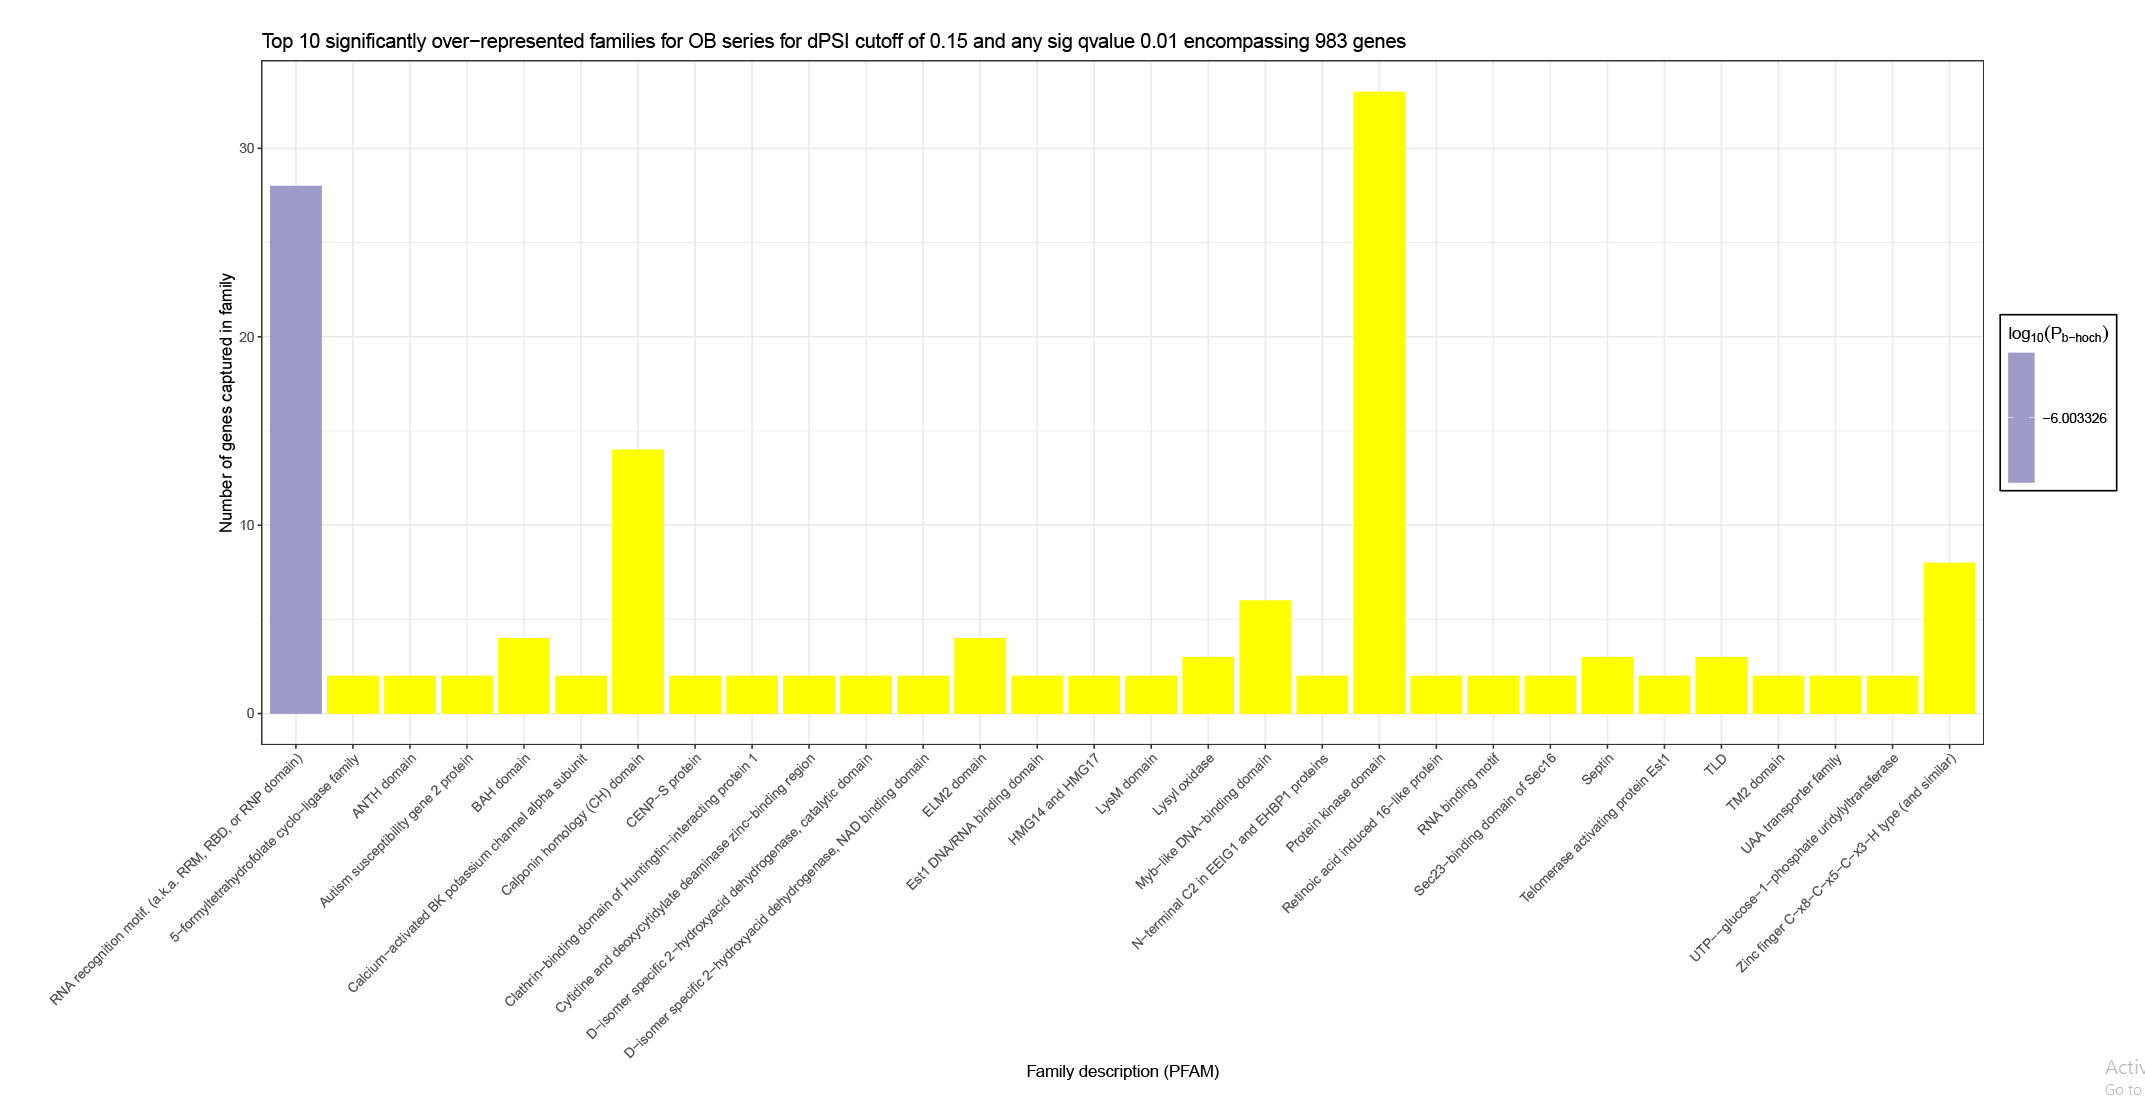 Top 10 significantly over−represented families for OB series for dPSI cutoff of 0.15 and any sig qvalue 0.01 encompassing 983 genes
Number of genes captured in family
30
20
10
0
log10(Pb−hoch)
−6.003326
RNA recognition motif. (a.k.a. RRM, RBD, or RNP domain)
5−formyltetrahydrofolate cyclo−ligase family
ANTH domain
Autism susceptibility gene 2 protein
BAH domain
Calcium−activated BK potassium channel alpha subunit
Calponin homology (CH) domain
CENP−S protein
Clathrin−binding domain of Huntingtin−interacting protein 1
Cytidine and deoxycytidylate deaminase zinc−binding region
D−isomer specific 2−hydroxyacid dehydrogenase, catalytic domain
D−isomer specific 2−hydroxyacid dehydrogenase, NAD binding domain
ELM2 domain
Est1 DNA/RNA binding domain
HMG14 and HMG17
LysM domain
Lysyl oxidase
Myb−like DNA−binding domain
N−terminal C2 in EEIG1 and EHBP1 proteins
Protein kinase domain
Retinoic acid induced 16−like protein
RNA binding motif
Sec23−binding domain of Sec16
Septin
Telomerase activating protein Est1
TLD
TM2 domain
UAA transporter family
UTP−−glucose−1−phosphate uridylyltransferase
Zinc finger C−x8−C−x5−C−x3−H type (and similar)
Family description (PFAM)
Activ
Go to